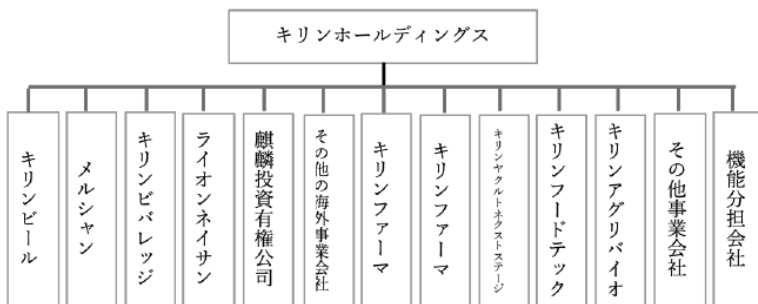 キリンホールディングス
キリンビール
メルシャン
キリンビバレッジ
ライオンネイサン
麒麟投資有権公司
その他の海外事業会社
キリンファーマ
キリンファーマ
キリンヤクルトネクストステージ
キリンフードテック
キリンアグリバイオ
その他事業会社
機能分担会社